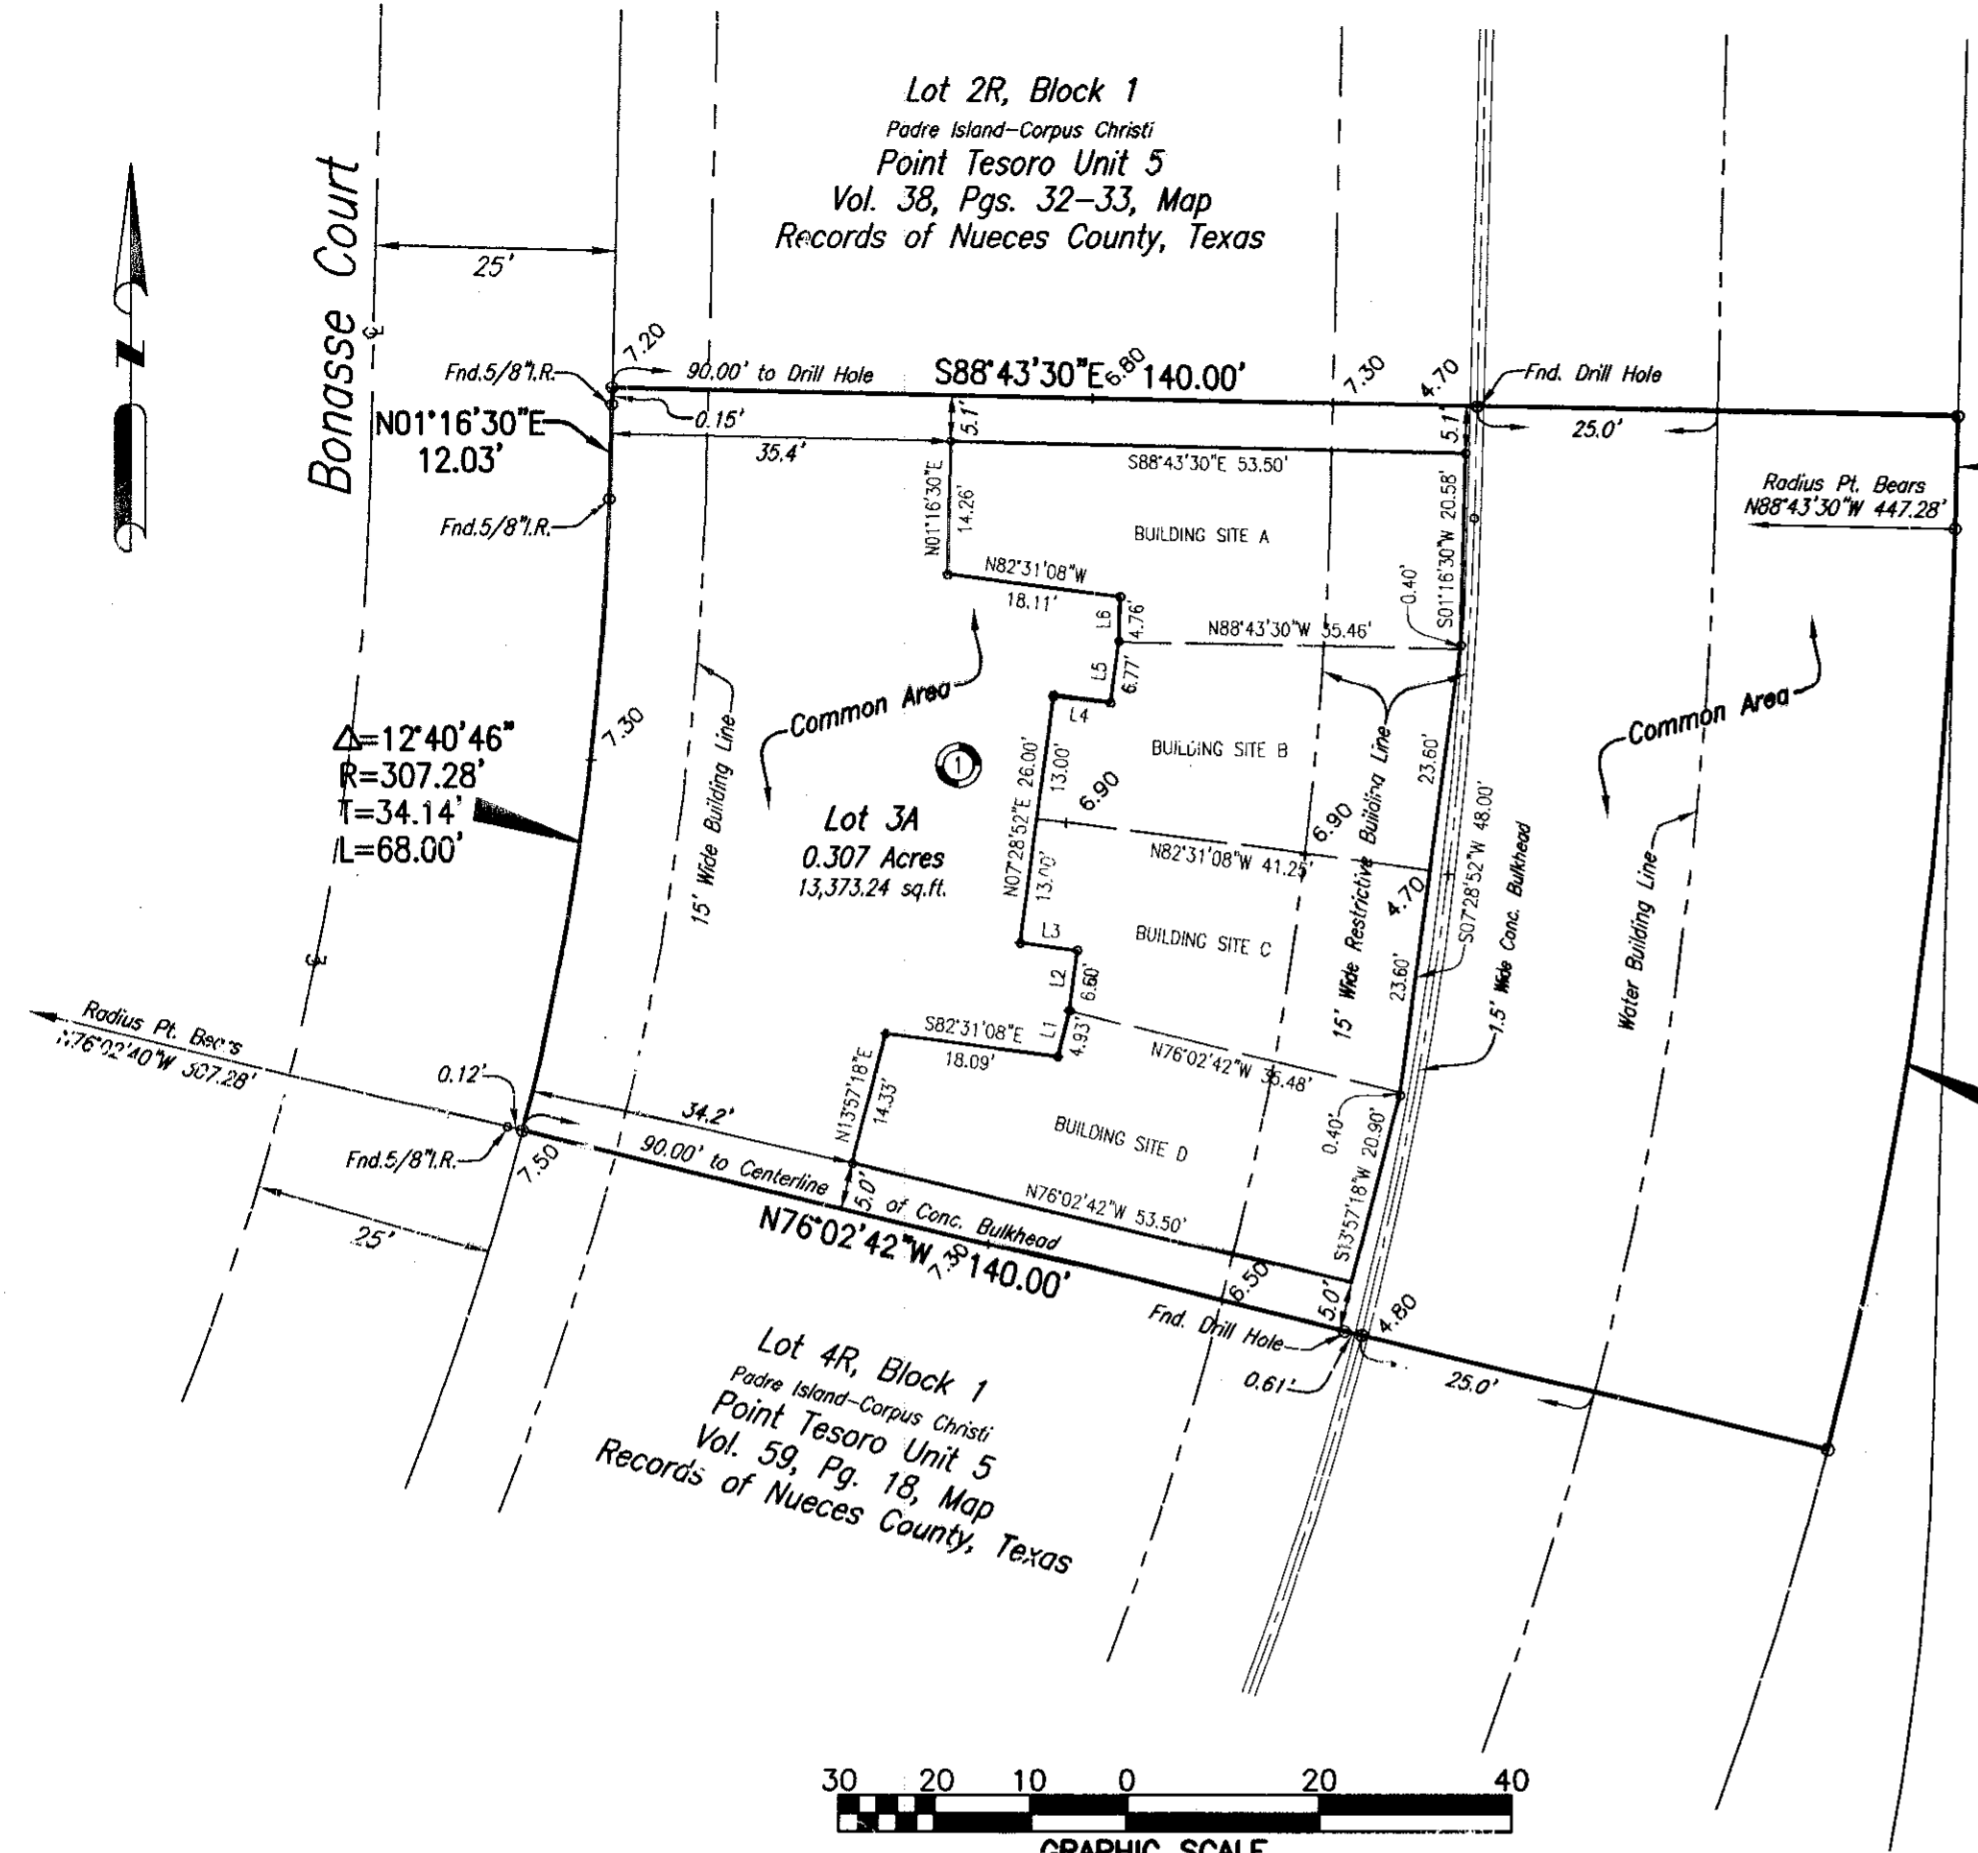 Lot 2R, Block 1
Padre Island-Corpus Christi
Point Tesoro Unit 5
Vol. 38, Pgs. 32-33, Map
Records of Nueces County, Texas
Bonasse Court
25'
N
Fnd.5/8"I.R.
7.20
90.00' to Drill Hole
S88°43'30"E 140.00'
6.80
7.30
4.70
Fnd. Drill Hole
N01°16'30"E
12.03'
0.15'
35.4'
5.1'
5.1'
25.0'
S88°43'30"E 53.50'
Fnd.5/8"I.R.
N01°16'30"E
14.26'
BUILDING SITE A
S01°16'30"W 20.58'
Radius Pt. Bears
N88°43'30"W 447.28'
N82°31'08"W
18.11'
L6
4.76'
0.40'
N88°43'30"W 35.46'
L5
6.77'
L4
Common Area
Common Area
Δ=12°40'46"
R=307.28'
T=34.14'
L=68.00'
7.30
15' Wide Building Line
1
Lot 3A
0.307 Acres
13,373.24 sq.ft.
N07°28'52"E 26.00'
13.00'
13.00'
6.90
BUILDING SITE B
6.90
15' Wide Restrictive Building Line
23.60'
N82°31'08"W 41.25'
4.70
S07°28'52"W 48.00'
1.5' Wide Conc. Bulkhead
Water Building Line
L3
BUILDING SITE C
23.60'
L2
6.60'
L1
4.93'
Radius Pt. Bears
N76°02'40"W 307.28'
0.12'
S82°31'08"E
18.09'
N76°02'42"W 35.48'
N13°57'18"E
14.33'
34.2'
BUILDING SITE D
0.40'
S13°57'18"W 20.90'
Fnd.5/8"I.R.
7.50
90.00' to Centerline of Conc. Bulkhead
5.0'
N76°02'42"W 53.50'
25'
N76°02'42"W 140.00'
7.30
6.50
5.0'
4.80
Fnd. Drill Hole
0.61'
25.0'
Lot 4R, Block 1
Padre Island-Corpus Christi
Point Tesoro Unit 5
Vol. 59, Pg. 18, Map
Records of Nueces County, Texas
30 20 10 0 20 40
GRAPHIC SCALE